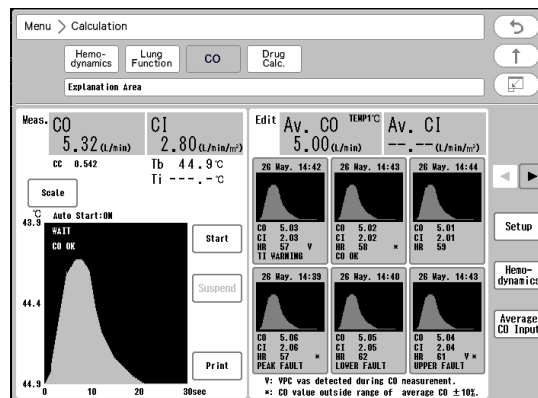 Menu > Calculation
Hemo-
dynamics
Lung
Function
CO
Drug
Calc.
Explanation Area
Meas.
CO
5.32 (L/min)
CC 0.542
CI
2.80 (L/min/m²)
Tb 44.9℃
Ti ---.-℃
Scale
℃ Auto Start:ON
43.9
WAIT
CO OK
44.4
44.9
0 10 20 30sec
Start
Suspend
Print
Edit
Av. CO TEMP1℃
5.00 (L/min)
Av. CI
--.-- (L/min/m²)
26 May. 14:42
CO 5.03
CI 2.03
HR 57 V
TI WARNING
26 May. 14:43
CO 5.02
CI 2.02
HR 58 *
CO OK
26 May. 14:44
CO 5.01
CI 2.01
HR 59
26 May. 14:39
CO 5.06
CI 2.06
HR 57 *
PEAK FAULT
26 May. 14:40
CO 5.05
CI 2.05
HR 62
LOWER FAULT
26 May. 14:43
CO 5.04
CI 2.04
HR 61 V *
UPPER FAULT
V: VPC was detected during CO measurement.
*: CO value outside range of average CO ±10%.
Setup
Hemo-
dynamics
Average
CO Input